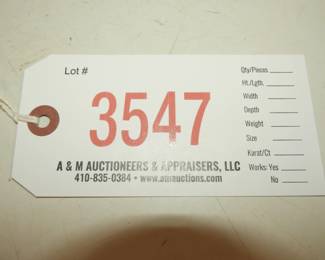 Lot #
3547
A & M AUCTIONEERS & APPRAISERS, LLC
410-835-0384 • www.amauctions.com
Qty/Pieces
Ht./Lgth.
Width
Depth
Weight
Size
Karat/Ct
Works: Yes
No